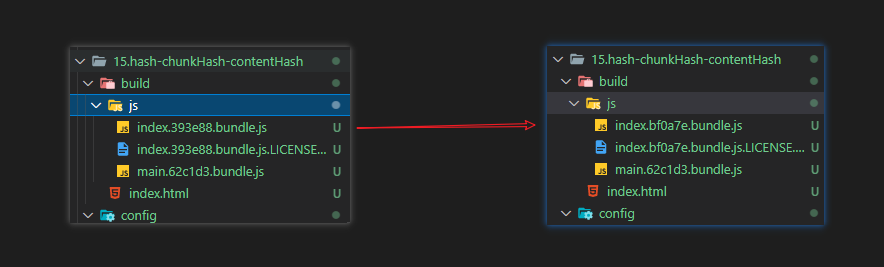 15.hash-chunkHash-contentHash
build
js
index.393e88.bundle.js U
index.393e88.bundle.js.LICENSE... U
main.62c1d3.bundle.js U
index.html U
config
15.hash-chunkHash-contentHash
build
js
index.bf0a7e.bundle.js U
index.bf0a7e.bundle.js.LICENSE.... U
main.62c1d3.bundle.js U
index.html U
config